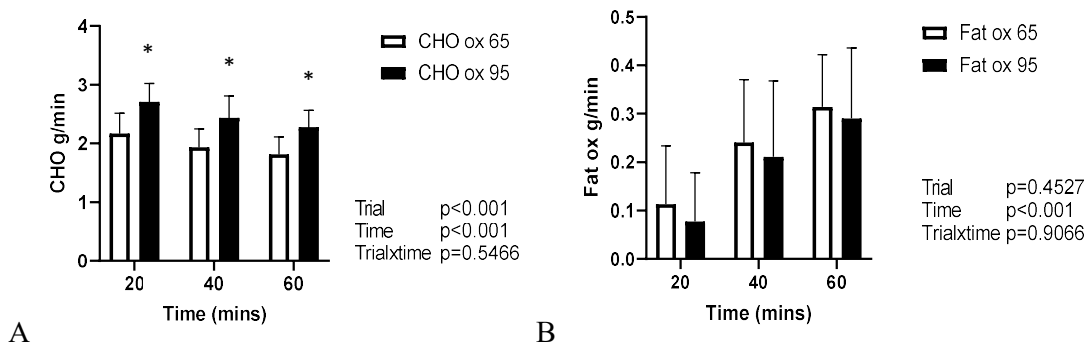 4
3
2
1
0
CHO g/min
* * *
20 40 60
Time (mins)
CHO ox 65
CHO ox 95
Trial p<0.001
Time p<0.001
Trialxtime p=0.5466
A
0.5
0.4
0.3
0.2
0.1
0.0
Fat ox g/min
20 40 60
Time (mins)
Fat ox 65
Fat ox 95
Trial p=0.4527
Time p<0.001
Trialxtime p=0.9066
B